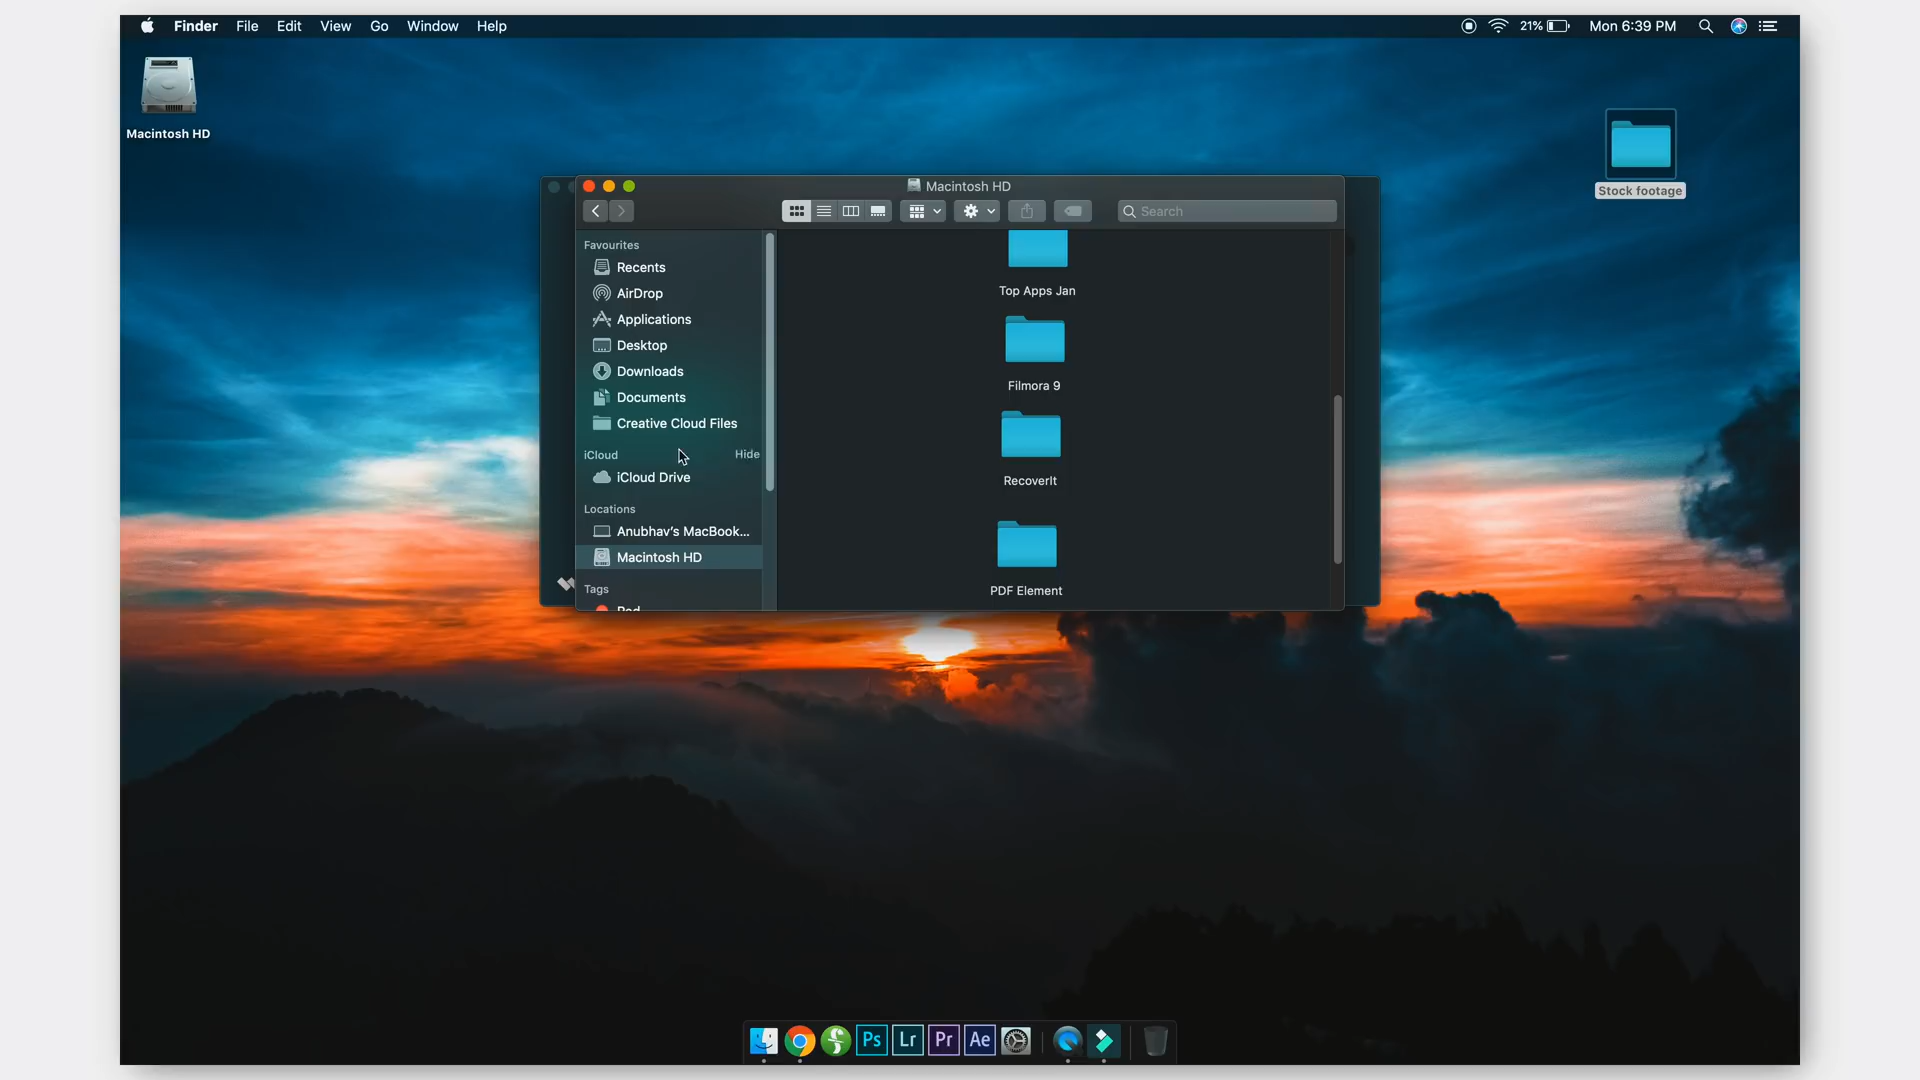 Finder File Edit View Go Window Help
21% Mon 6:39 PM
Macintosh HD
Stock footage
Macintosh HD
Search
Favourites
Recents
AirDrop
Applications
Desktop
Downloads
Documents
Creative Cloud Files
iCloud Hide
iCloud Drive
Locations
Anubhav's MacBook...
Macintosh HD
Tags
Red
Top Apps Jan
Filmora 9
RecoverIt
PDF Element
Ps Lr Pr Ae